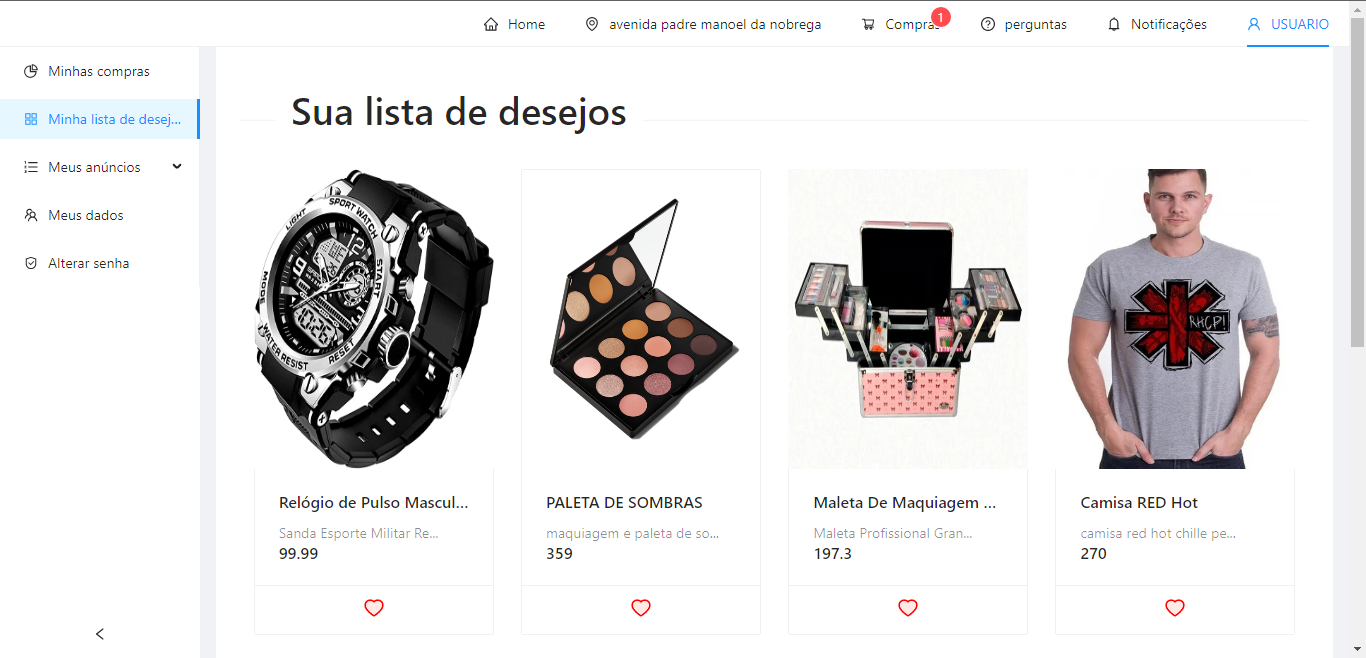 Home
avenida padre manoel da nobrega
Compras
1
perguntas
Notificações
USUARIO
Minhas compras
Minha lista de desej...
Meus anúncios
Meus dados
Alterar senha
Sua lista de desejos
LIGHT
SPORT WATCH
START
RESET
WATER RESIST
MODE
12
10:26
RHCP!
Relógio de Pulso Mascul...
Sanda Esporte Militar Re...
99.99
PALETA DE SOMBRAS
maquiagem e paleta de so...
359
Maleta De Maquiagem ...
Maleta Profissional Gran...
197.3
Camisa RED Hot
camisa red hot chille pe...
270